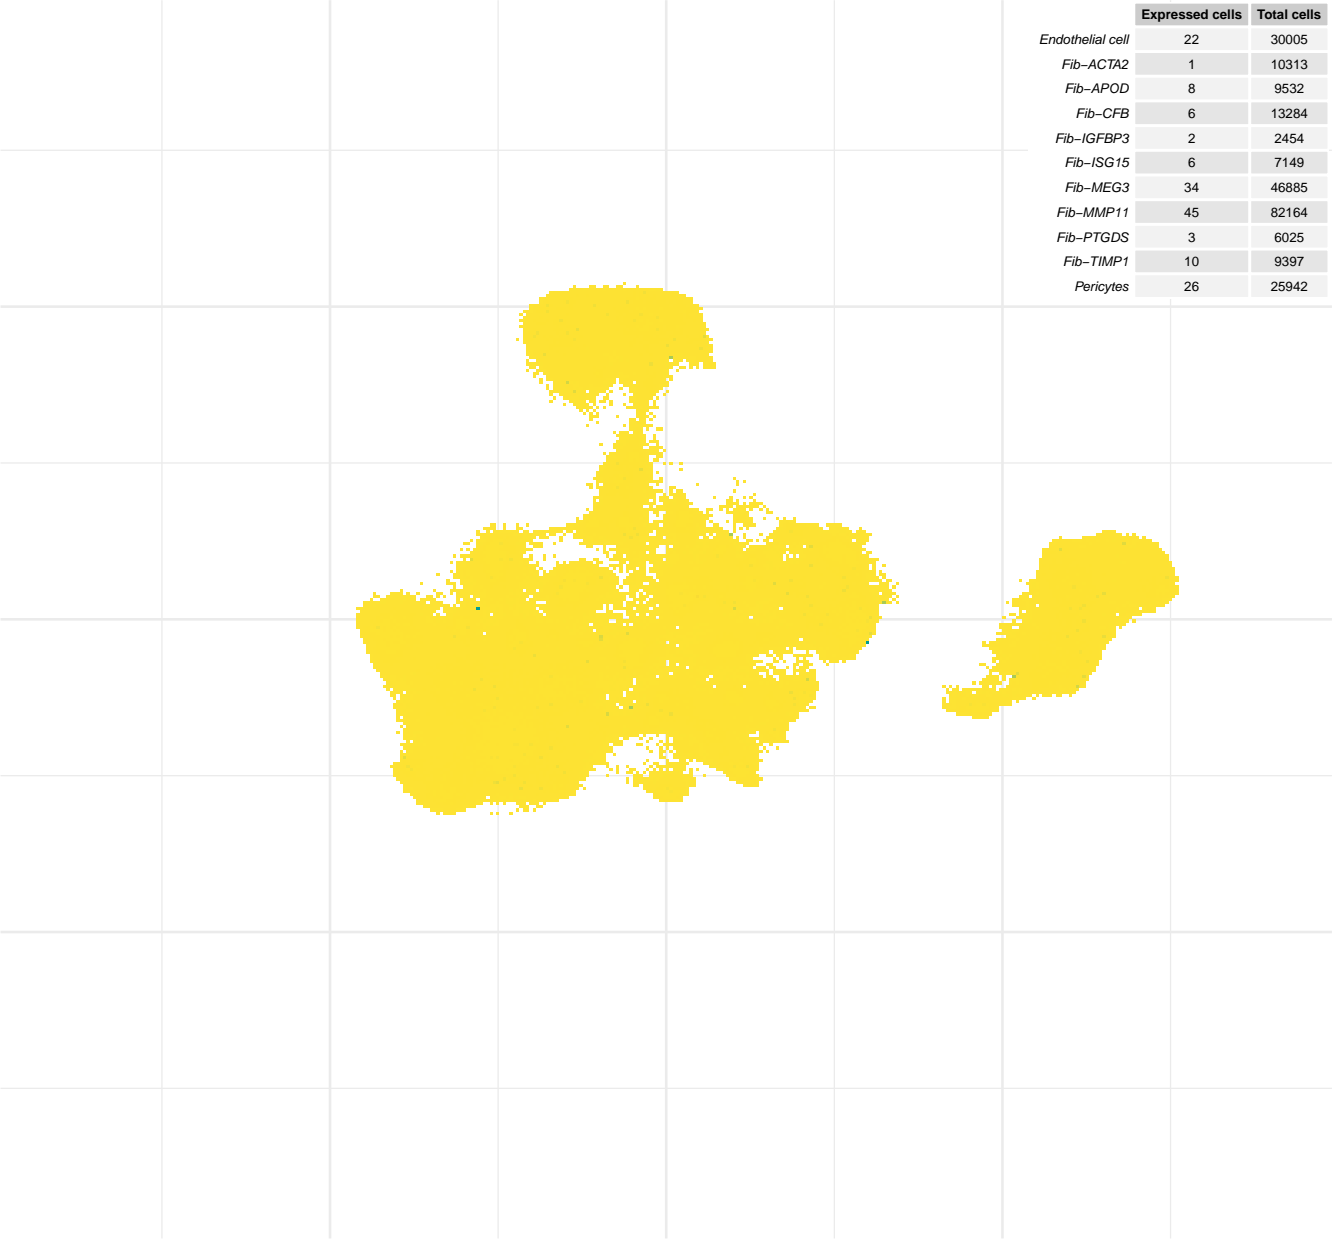 Expressed cells Total cells
Endothelial cell 22 30005
Fib−ACTA2 1 10313
Fib−APOD 8 9532
Fib−CFB 6 13284
Fib−IGFBP3 2 2454
Fib−ISG15 6 7149
Fib−MEG3 34 46885
Fib−MMP11 45 82164
Fib−PTGDS 3 6025
Fib−TIMP1 10 9397
Pericytes 26 25942